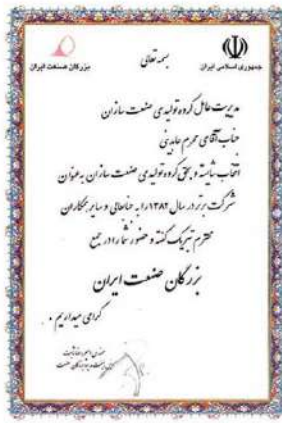 بسمه تعالی
جمهوری اسلامی ایران
بزرگان صنعت ایران
مدیریت عامل گروه تولیدی صنعت سازان
جناب آقای محرم عابدینی
انتخاب شایسته و بحق گروه تولیدی صنعت سازان به عنوان
شرکت برتر در سال ۱۳۸۲ را به جنابعالی و سایر همکاران
محترم تبریک گفته و حضور شما را در جمع
بزرگان صنعت ایران
گرامی میداریم .